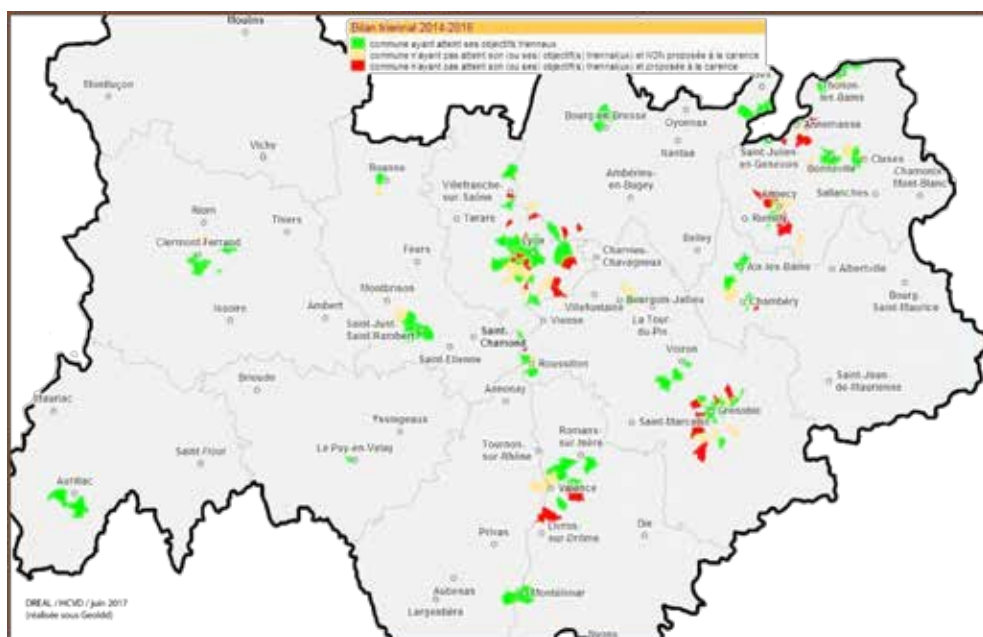 Bilan triennal 2014-2016
commune ayant atteint ses objectifs triennaux
commune n'ayant pas atteint son (ou ses) objectif(s) triennal(ux) et NON proposée à la carence
commune n'ayant pas atteint son (ou ses) objectif(s) triennal(ux) et proposée à la carence
Moulins
Montluçon
Vichy
Roanne
Bourg-en-Bresse
Oyonnax
Nantua
Thonon-
les-Bains
Annemasse
Saint-Julien-
en-Genevois
Bonneville
Cluses
Chamonix-
Mont-Blanc
Sallanches
Annecy
Rumilly
Ambérieu-
en-Bugey
Villefranche-
sur-Saône
Tarare
Lyon
Riom
Thiers
Clermont-Ferrand
Feurs
Charvieu-
Chavagneux
Belley
Aix-les-Bains
Albertville
Bourg-
Saint-Maurice
Chambéry
Montbrison
Ambert
Issoire
Saint-Just-
Saint-Rambert
Saint-
Chamond
Saint-Etienne
Vienne
Villefontaine
Bourgoin-Jallieu
La Tour
du-Pin
Roussillon
Voiron
Saint-Jean-
de-Maurienne
Brioude
Mauriac
Annonay
Yssingeaux
Saint-Marcellin
Grenoble
Saint-Flour
Le Puy-en-Velay
Tournon-
sur-Rhône
Romans-
sur-Isère
Aurillac
Valence
Privas
Livron-
sur-Drôme
Die
Aubenas
Largentière
Montélimar
Nyons
DREAL / HCVD / juin 2017
(réalisée sous Geoidd)